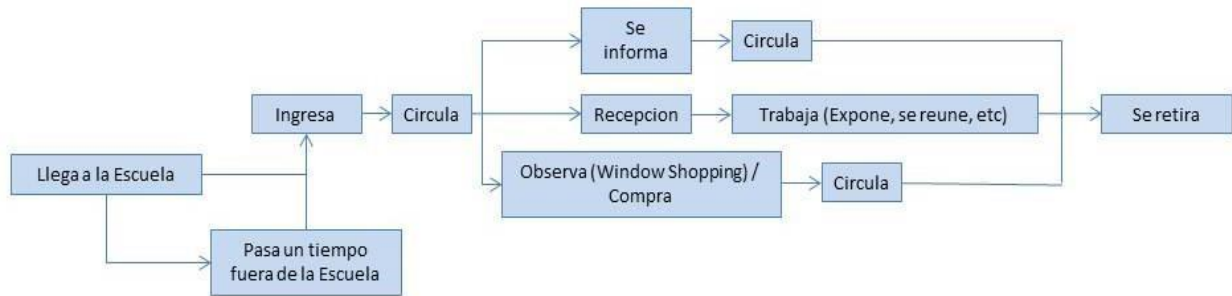 Llega a la Escuela
Pasa un tiempo
fuera de la Escuela
Ingresa
Circula
Se
informa
Circula
Recepcion
Trabaja (Expone, se reune, etc)
Observa (Window Shopping) /
Compra
Circula
Se retira